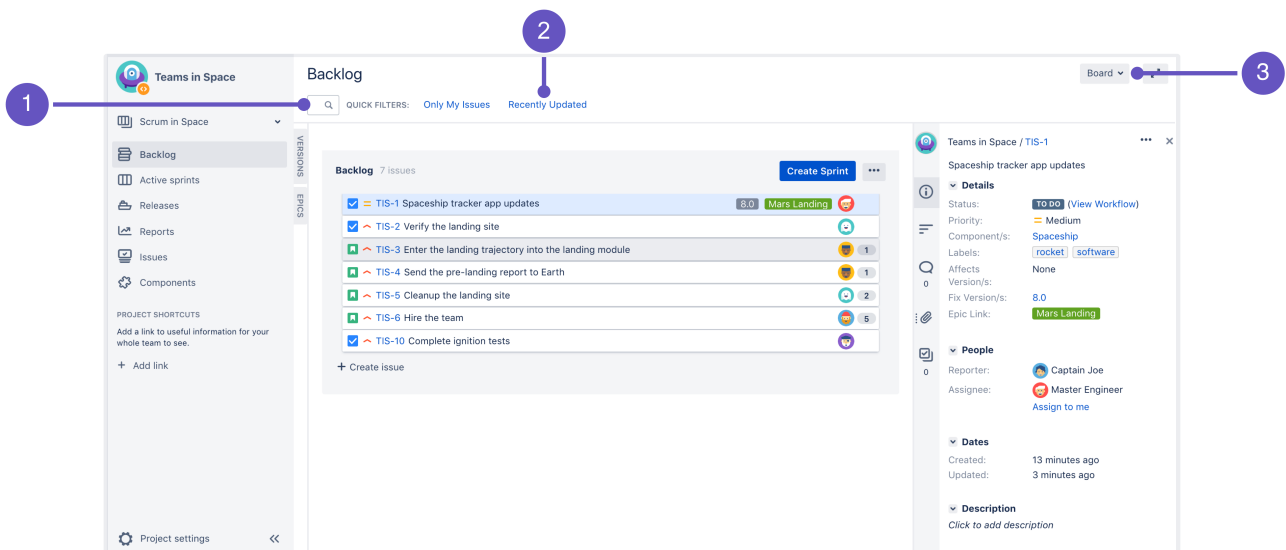 2
Teams in Space
Backlog
Board
3
1
QUICK FILTERS: Only My Issues Recently Updated
Scrum in Space
Backlog
Active sprints
Releases
Reports
Issues
Components
PROJECT SHORTCUTS
Add a link to useful information for your
whole team to see.
+ Add link
Project settings
VERSIONS
EPICS
Backlog 7 issues
Create Sprint
TIS-1 Spaceship tracker app updates 8.0 Mars Landing
TIS-2 Verify the landing site
TIS-3 Enter the landing trajectory into the landing module 1
TIS-4 Send the pre-landing report to Earth 1
TIS-5 Cleanup the landing site 2
TIS-6 Hire the team 5
TIS-10 Complete ignition tests
+ Create issue
0
0
Teams in Space / TIS-1
Spaceship tracker app updates
Details
Status: TO DO (View Workflow)
Priority: Medium
Component/s: Spaceship
Labels: rocket software
Affects None
Version/s:
Fix Version/s: 8.0
Epic Link: Mars Landing
People
Reporter: Captain Joe
Assignee: Master Engineer
Assign to me
Dates
Created: 13 minutes ago
Updated: 3 minutes ago
Description
Click to add description